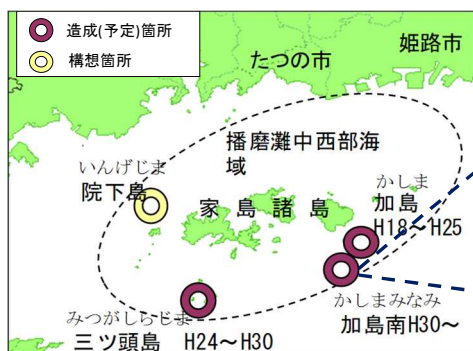 造成(予定)箇所
構想箇所
姫路市
たつの市
播磨灘中西部海
域
いんげじま
院下島
家島諸島
かしま
加島
H18～H25
かしまみなみ
加島南H30～
みつがしらじま
三ツ頭島 H24～H30